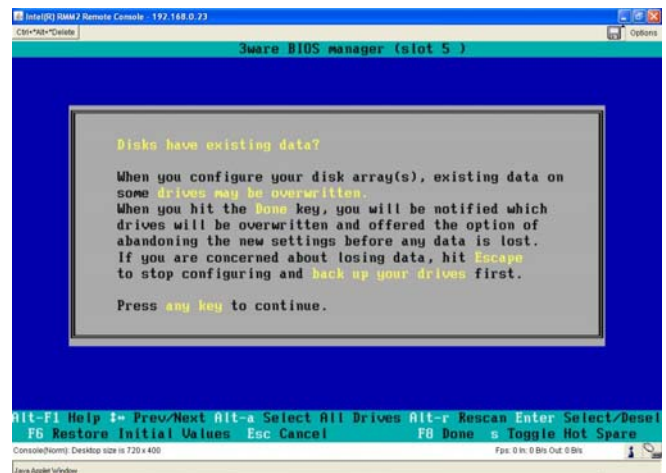 Intel(R) RMM2 Remote Console - 192.168.0.23
Ctrl+"Alt+"Delete
Options
3ware BIOS manager (slot 5 )
Disks have existing data?
When you configure your disk array(s), existing data on
some drives may be overwritten.
When you hit the Done key, you will be notified which
drives will be overwritten and offered the option of
abandoning the new settings before any data is lost.
If you are concerned about losing data, hit Escape
to stop configuring and back up your drives first.
Press any key to continue.
Alt-F1 Help ↕↔ Prev/Next Alt-a Select All Drives Alt-r Rescan Enter Select/Desel
F6 Restore Initial Values Esc Cancel F8 Done s Toggle Hot Spare
Console(Norm): Desktop size is 720 x 400
Fps: 0 In: 0 B/s Out: 0 B/s
Java Applet Window